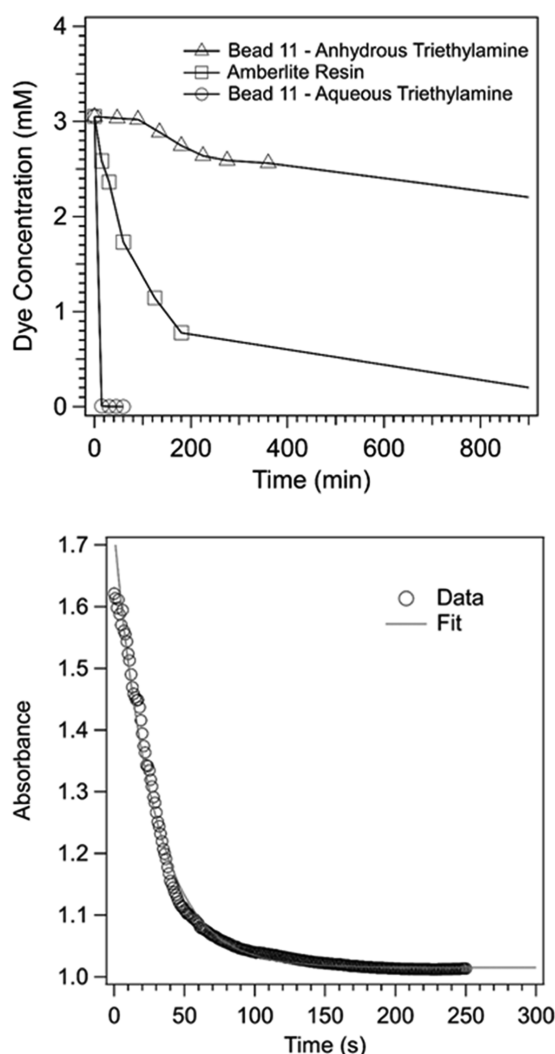 4
Bead 11 - Anhydrous Triethylamine
Amberlite Resin
Bead 11 - Aqueous Triethylamine
3
2
1
0
Dye Concentration (mM)
0 200 400 600 800
Time (min)
1.7
Data
Fit
1.6
1.5
1.4
1.3
1.2
1.1
1.0
Absorbance
0 50 100 150 200 250 300
Time (s)